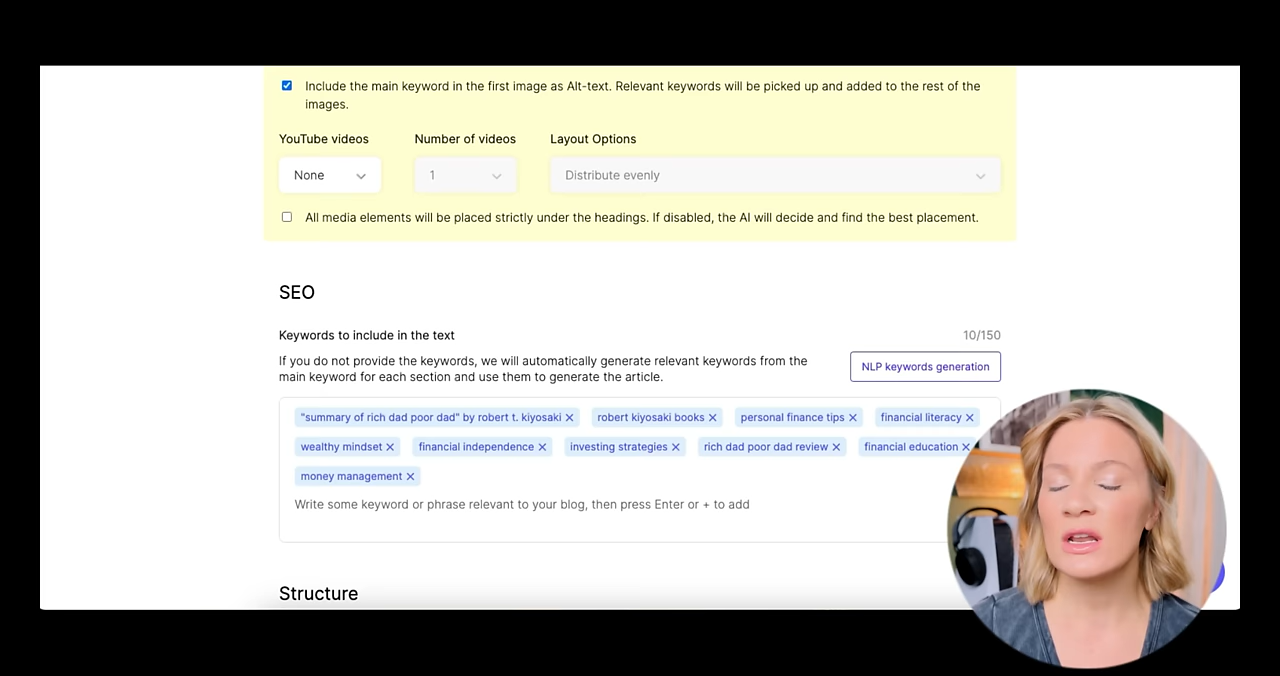 Include the main keyword in the first image as Alt-text. Relevant keywords will be picked up and added to the rest of the
images.
YouTube videos Number of videos Layout Options
None 1 Distribute evenly
All media elements will be placed strictly under the headings. If disabled, the AI will decide and find the best placement.
SEO
Keywords to include in the text 10/150
If you do not provide the keywords, we will automatically generate relevant keywords from the
main keyword for each section and use them to generate the article.
NLP keywords generation
"summary of rich dad poor dad" by robert t. kiyosaki × robert kiyosaki books × personal finance tips × financial literacy ×
wealthy mindset × financial independence × investing strategies × rich dad poor dad review × financial education ×
money management ×
Write some keyword or phrase relevant to your blog, then press Enter or + to add
Structure